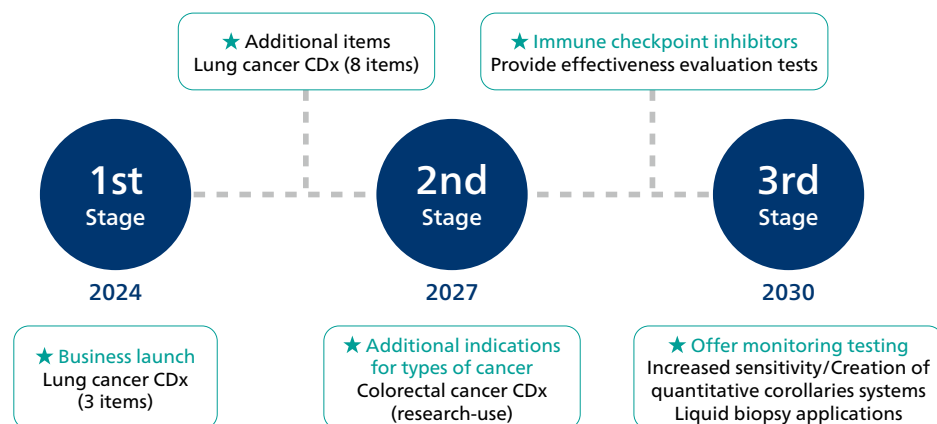 ★ Additional items
Lung cancer CDx (8 items)
★ Immune checkpoint inhibitors
Provide effectiveness evaluation tests
1st
Stage
2nd
Stage
3rd
Stage
2024
2027
2030
★ Business launch
Lung cancer CDx
(3 items)
★ Additional indications
for types of cancer
Colorectal cancer CDx
(research-use)
★ Offer monitoring testing
Increased sensitivity/Creation of
quantitative corollaries systems
Liquid biopsy applications